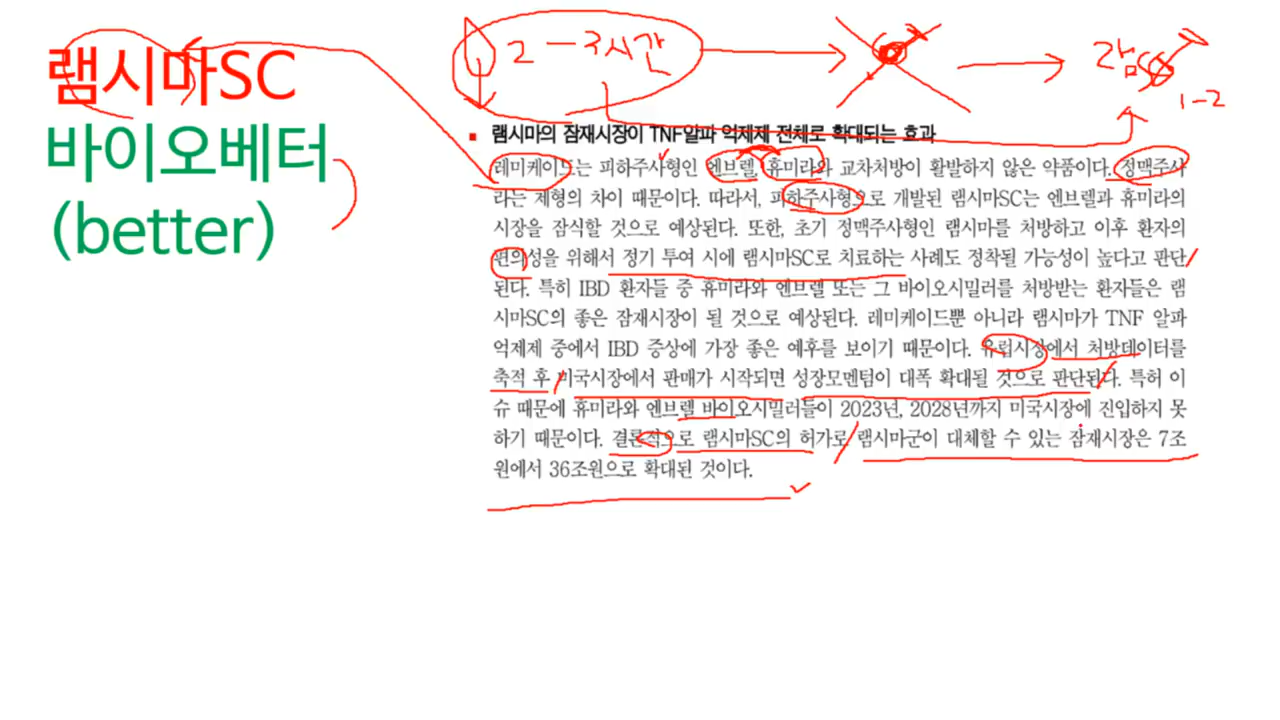 램시마SC
바이오베터
(better)
2-3시간
1-2
램시마의 잠재시장이 TNF알파 억제제 전체로 확대되는 효과
레미케이드는 피하주사형인 엔브렐 휴미라와 교차처방이 활발하지 않은 약품이다. 정맥주사
라는 제형의 차이 때문이다. 따라서, 피하주사형으로 개발된 램시마SC는 엔브렐과 휴미라의
시장을 잠식할 것으로 예상된다. 또한, 초기 정맥주사형인 램시마를 처방하고 이후 환자의
편의성을 위해서 정기 투여 시에 램시마SC로 치료하는 사례도 정착될 가능성이 높다고 판단
된다. 특히 IBD 환자들 중 휴미라와 엔브렐 또는 그 바이오시밀러를 처방받는 환자들은 램
시마SC의 좋은 잠재시장이 될 것으로 예상된다. 레미케이드뿐 아니라 램시마가 TNF 알파
억제제 중에서 IBD 증상에 가장 좋은 예후를 보이기 때문이다. 유럽시장에서 처방데이터를
축적 후 미국시장에서 판매가 시작되면 성장모멘텀이 대폭 확대될 것으로 판단된다. 특허 이
슈 때문에 휴미라와 엔브렐 바이오시밀러들이 2023년, 2028년까지 미국시장에 진입하지 못
하기 때문이다. 결론적으로 램시마SC의 허가로 램시마군이 대체할 수 있는 잠재시장은 7조
원에서 36조원으로 확대된 것이다.